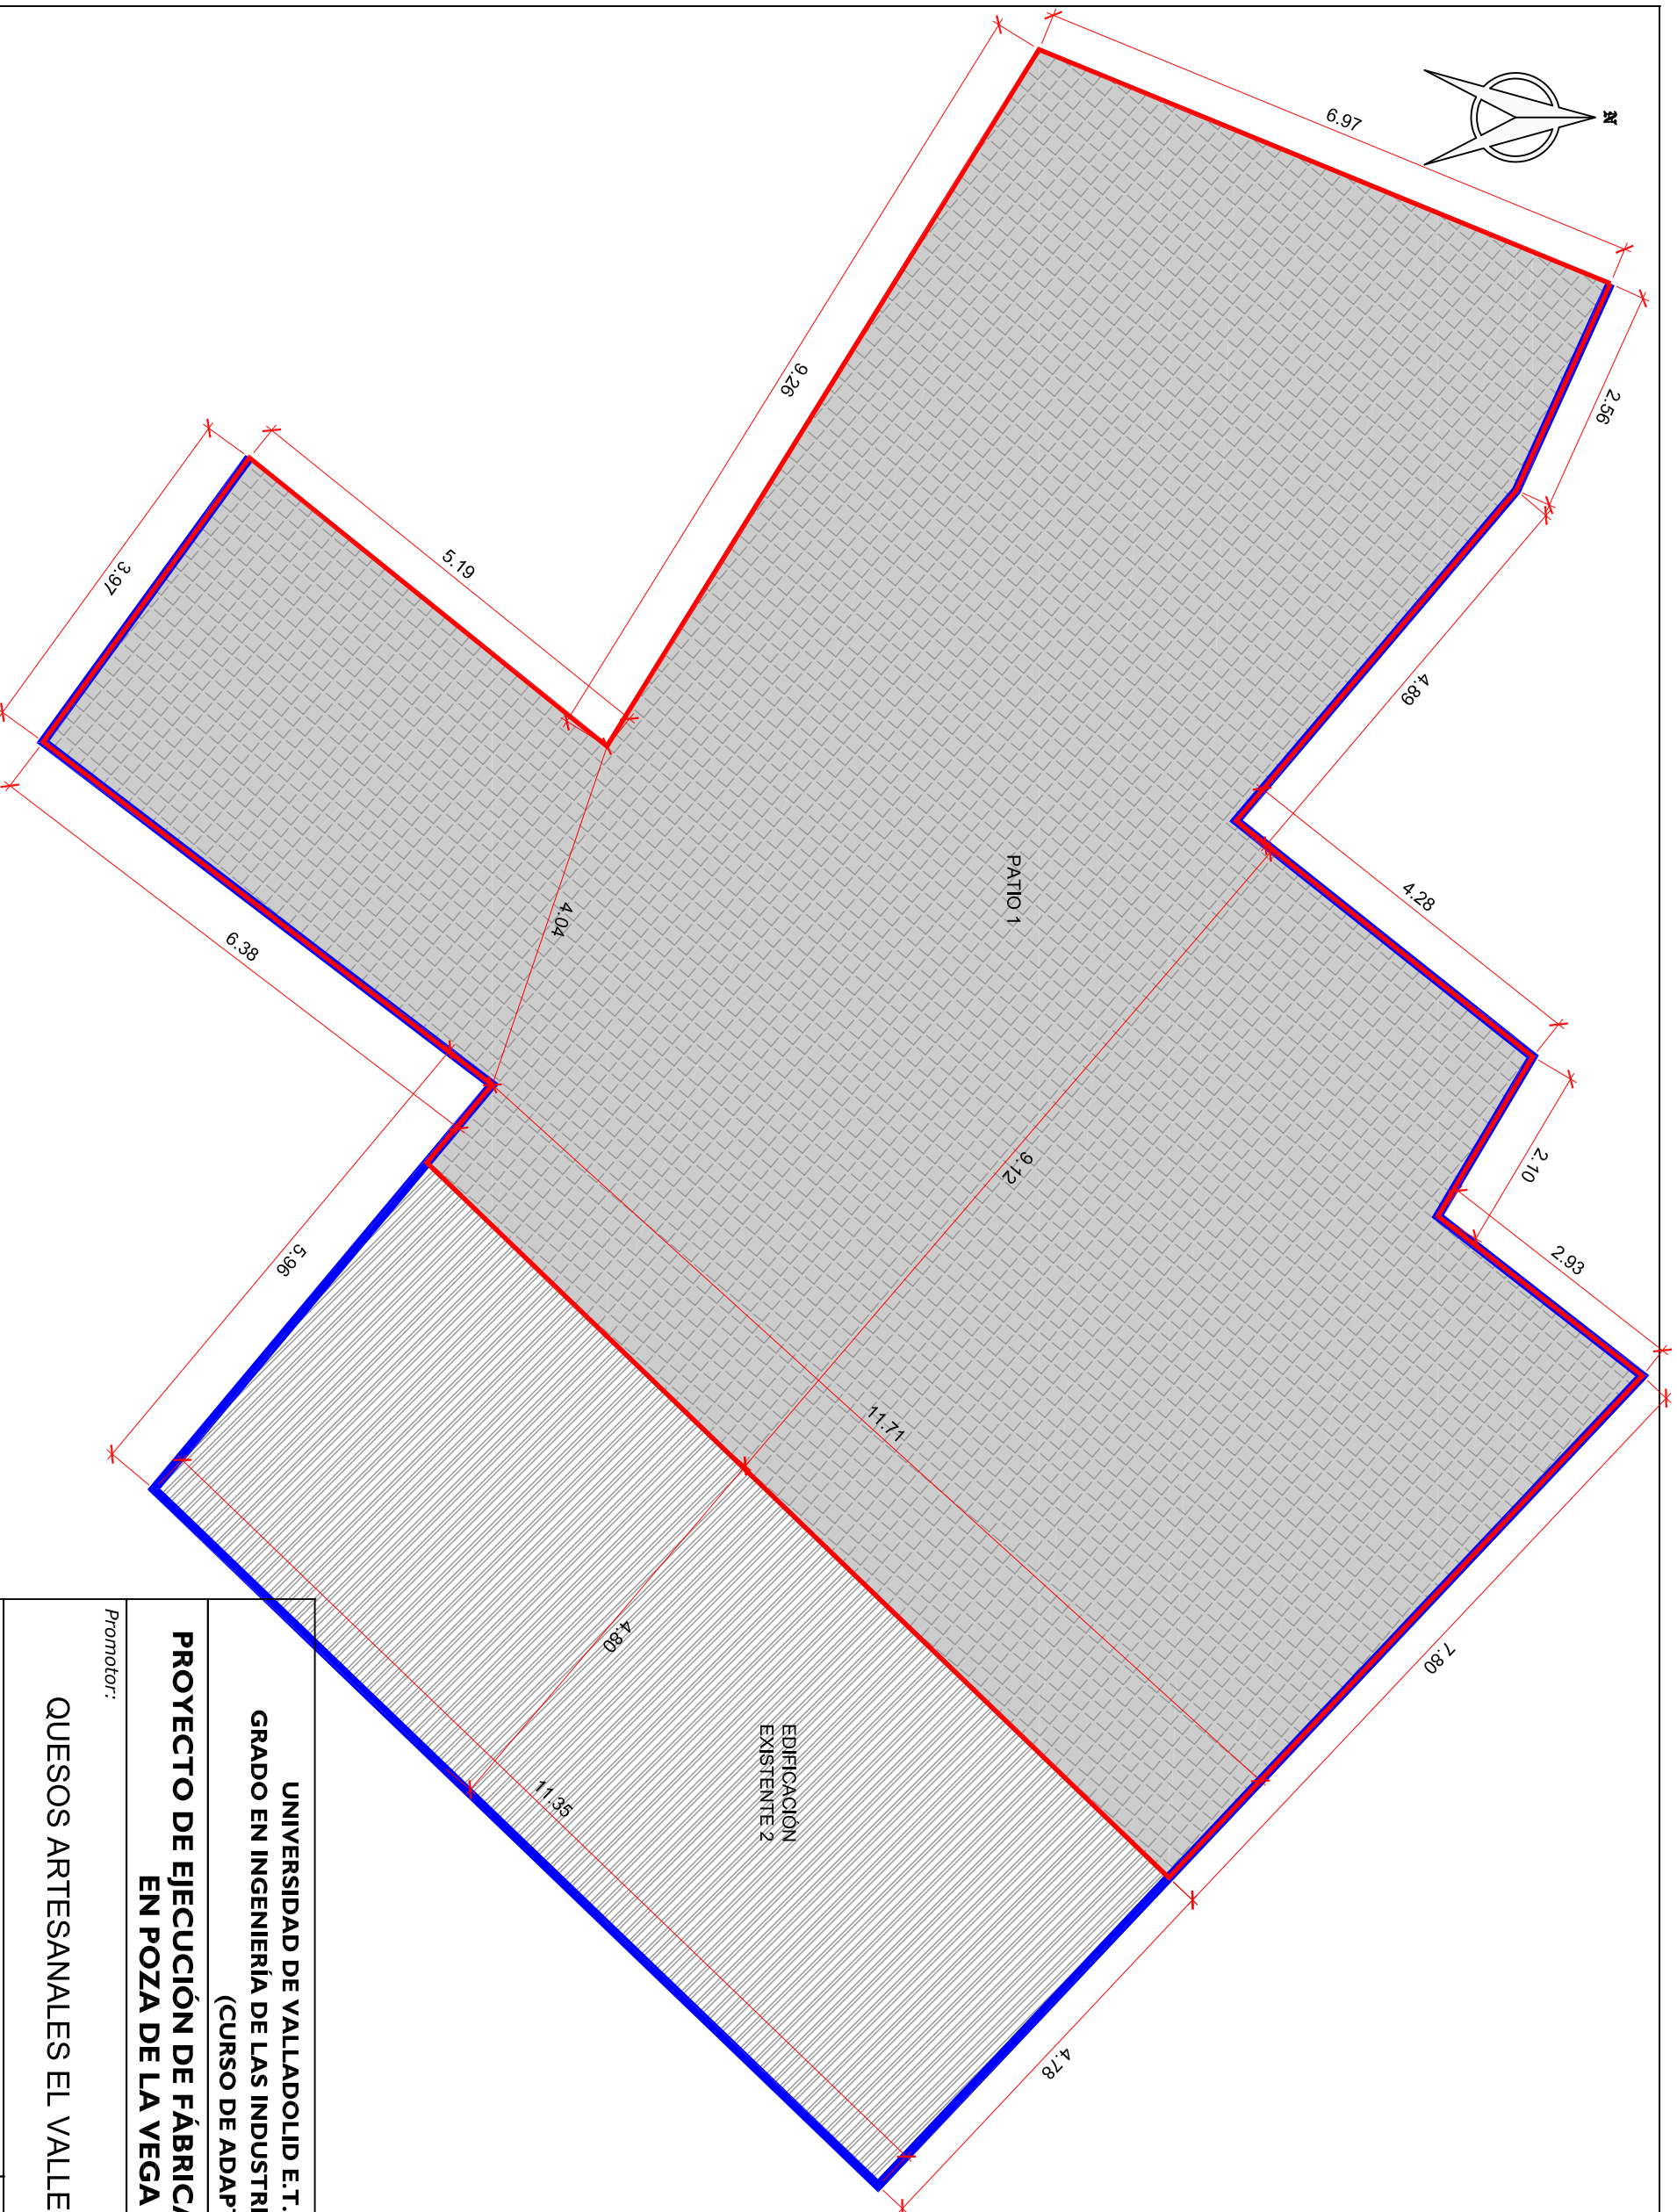 N
6.97
2.56
9.26
4.89
5.19
3.97
4.28
PATIO 1
4.04
6.38
2.10
9.12
2.93
5.96
11.71
7.80
4.80
EDIFICACIÓN
EXISTENTE 2
11.35
4.78
UNIVERSIDAD DE VALLADOLID E.T.
GRADO EN INGENIERÍA DE LAS INDUSTRI
(CURSO DE ADAPT
PROYECTO DE EJECUCIÓN DE FÁBRICA
EN POZA DE LA VEGA
Promotor:
QUESOS ARTESANALES EL VALLE